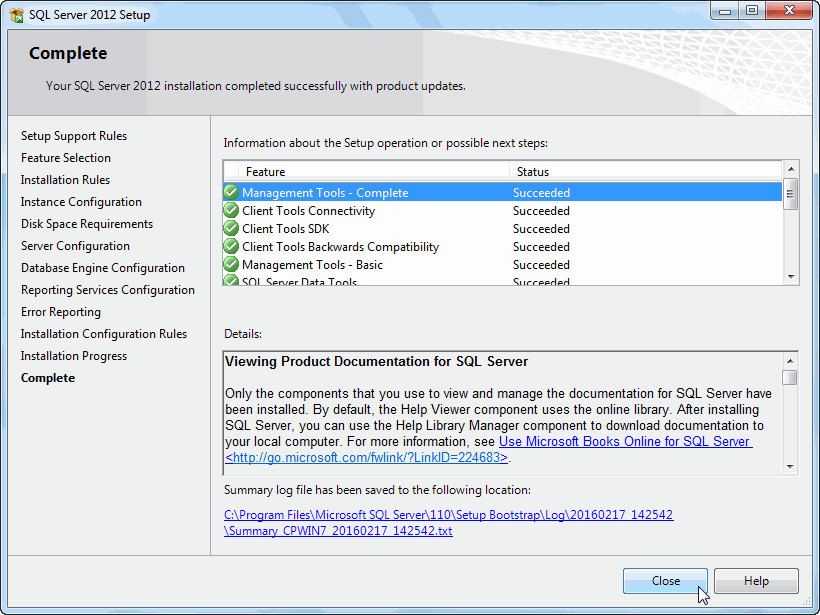 SQL Server 2012 Setup
Complete
Your SQL Server 2012 installation completed successfully with product updates.
Setup Support Rules
Feature Selection
Installation Rules
Instance Configuration
Disk Space Requirements
Server Configuration
Database Engine Configuration
Reporting Services Configuration
Error Reporting
Installation Configuration Rules
Installation Progress
Complete
Information about the Setup operation or possible next steps:
Feature Status
Management Tools - Complete Succeeded
Client Tools Connectivity Succeeded
Client Tools SDK Succeeded
Client Tools Backwards Compatibility Succeeded
Management Tools - Basic Succeeded
SQL Server Data Tools Succeeded
Details:
Viewing Product Documentation for SQL Server
Only the components that you use to view and manage the documentation for SQL Server have
been installed. By default, the Help Viewer component uses the online library. After installing
SQL Server, you can use the Help Library Manager component to download documentation to
your local computer. For more information, see Use Microsoft Books Online for SQL Server
<http://go.microsoft.com/fwlink/?LinkID=224683>.
Summary log file has been saved to the following location:
C:\Program Files\Microsoft SQL Server\110\Setup Bootstrap\Log\20160217_142542
\Summary_CPWIN7_20160217_142542.txt
Close Help